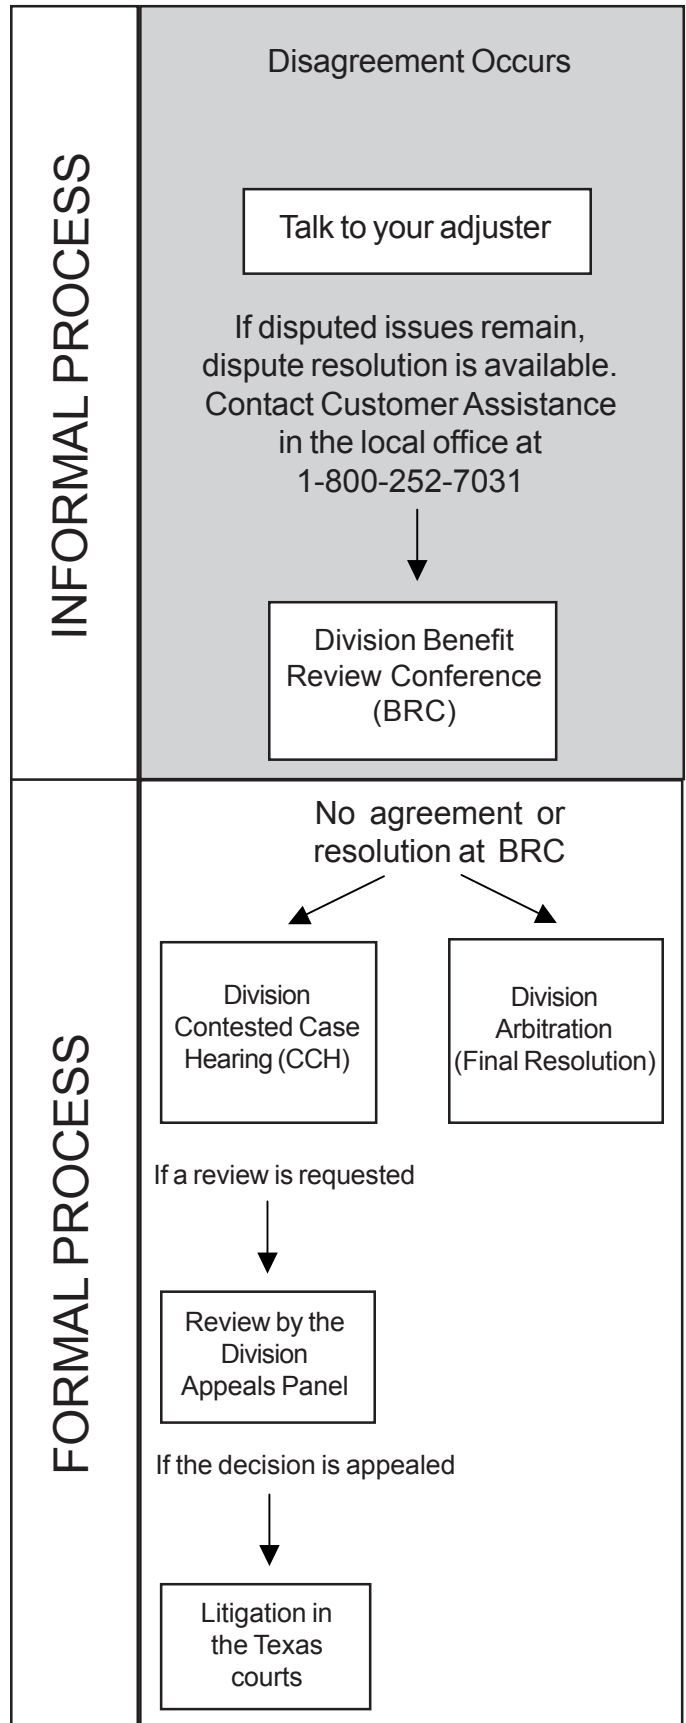 INFORMAL PROCESS
Disagreement Occurs
Talk to your adjuster
If disputed issues remain,
dispute resolution is available.
Contact Customer Assistance
in the local office at
1-800-252-7031
Division Benefit
Review Conference
(BRC)
FORMAL PROCESS
No agreement or
resolution at BRC
Division
Contested Case
Hearing (CCH)
Division
Arbitration
(Final Resolution)
If a review is requested
Review by the
Division
Appeals Panel
If the decision is appealed
Litigation in
the Texas
courts